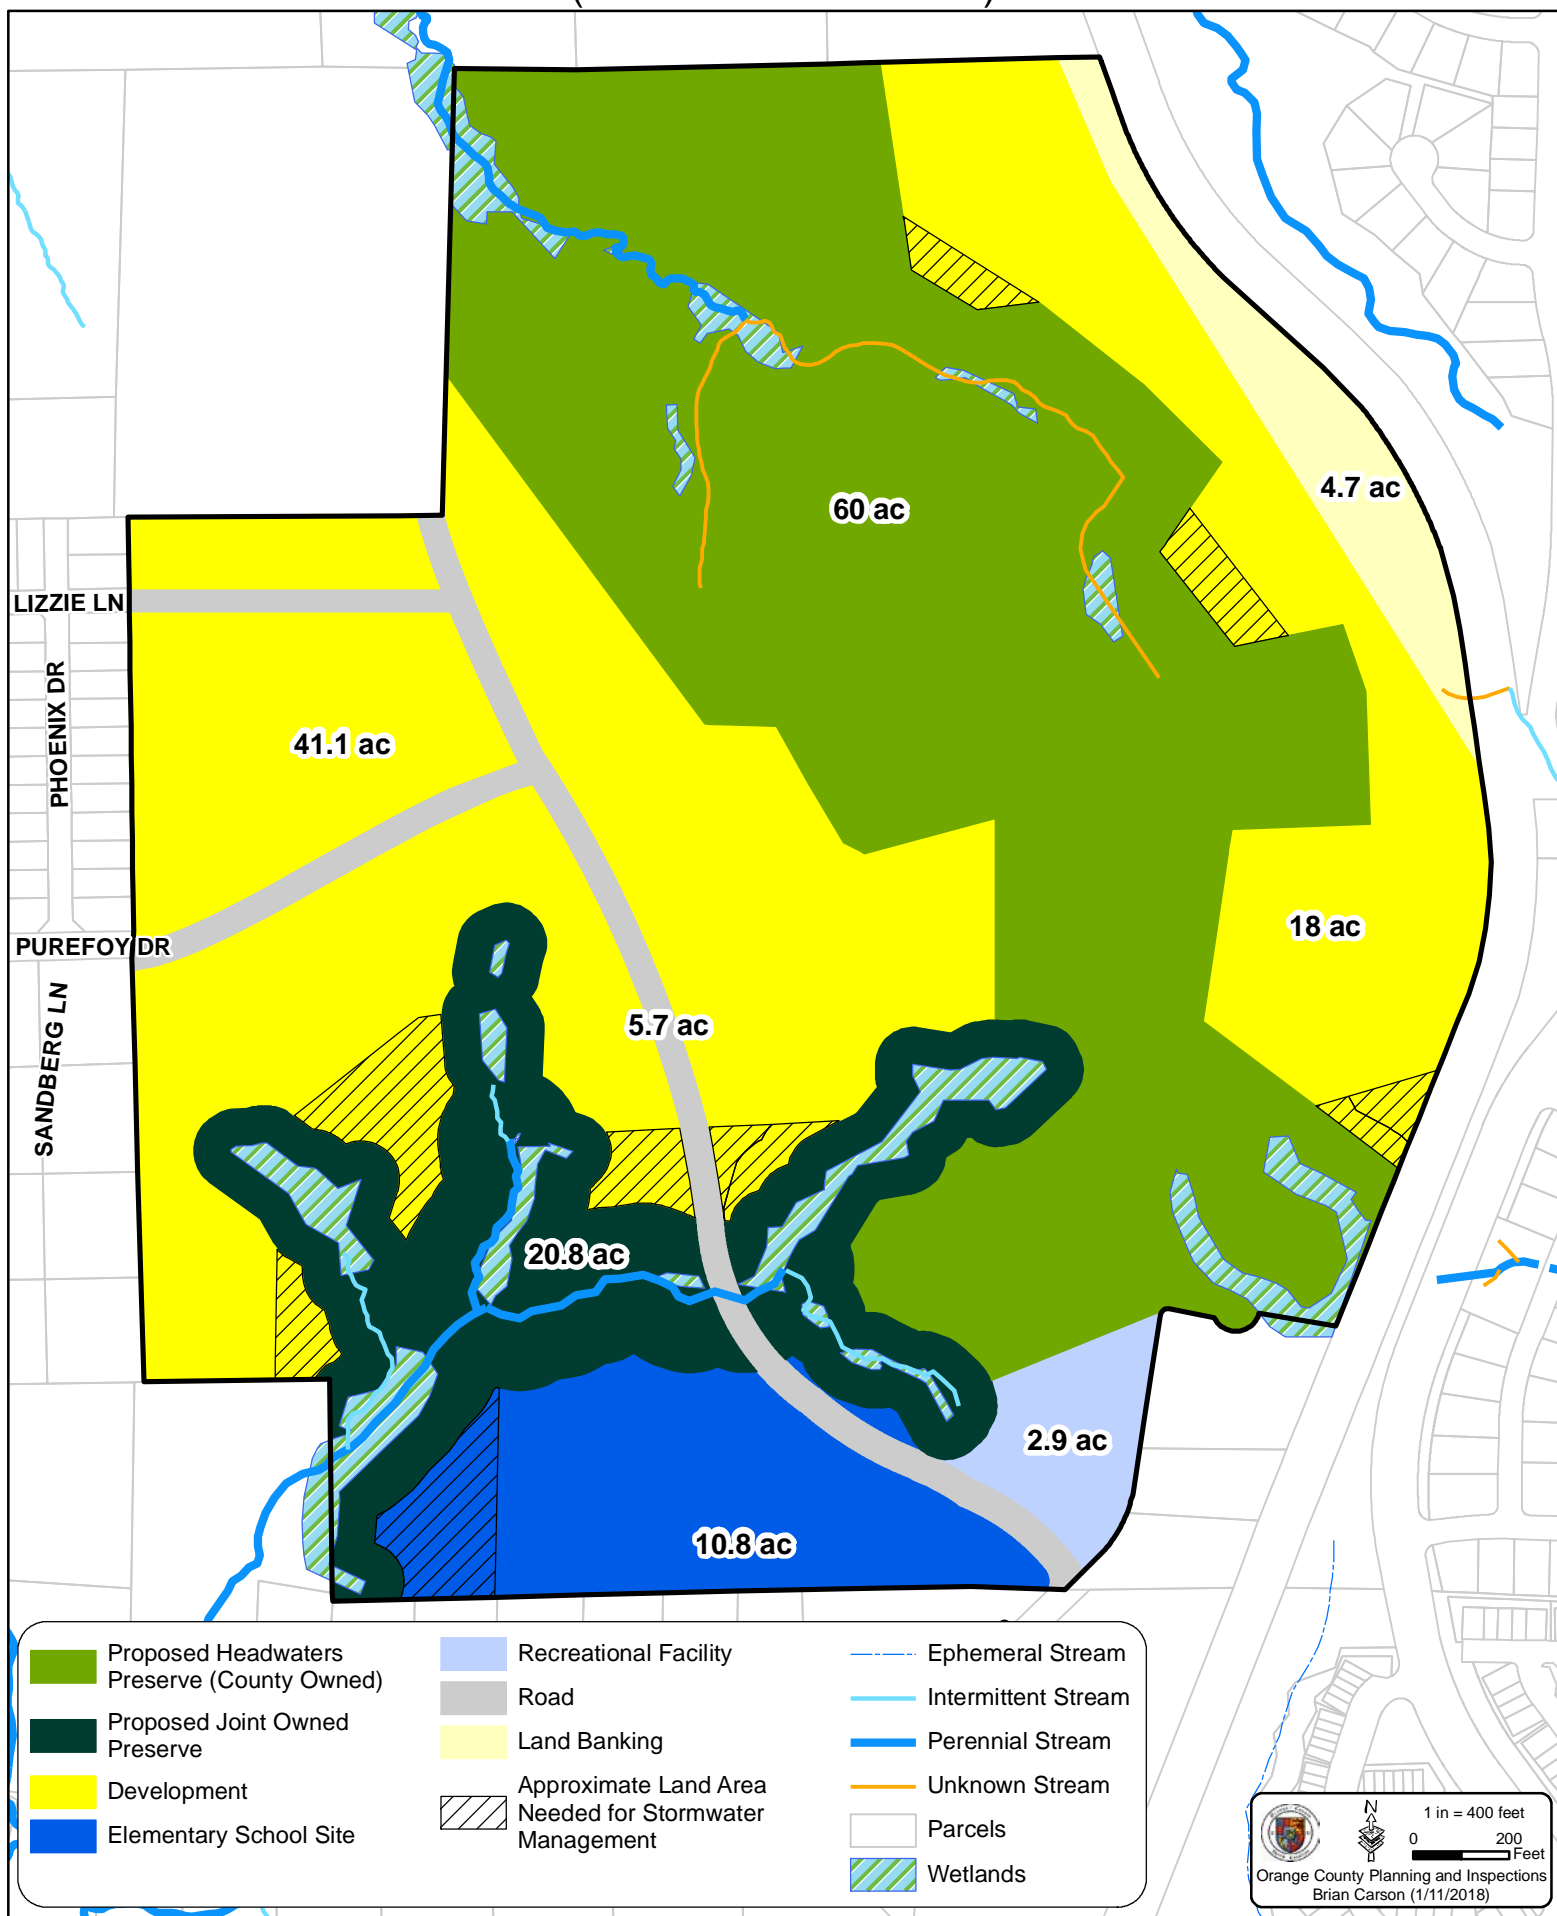 4.7 ac
60 ac
LIZZIE LN
PHOENIX DR
41.1 ac
18 ac
PUREFOY DR
SANDBERG LN
5.7 ac
20.8 ac
2.9 ac
10.8 ac
Proposed Headwaters
Preserve (County Owned)
Proposed Joint Owned
Preserve
Development
Elementary School Site
Recreational Facility
Road
Land Banking
Approximate Land Area
Needed for Stormwater
Management
Ephemeral Stream
Intermittent Stream
Perennial Stream
Unknown Stream
Parcels
Wetlands
N
1 in = 400 feet
0 200
Feet
Orange County Planning and Inspections
Brian Carson (1/11/2018)